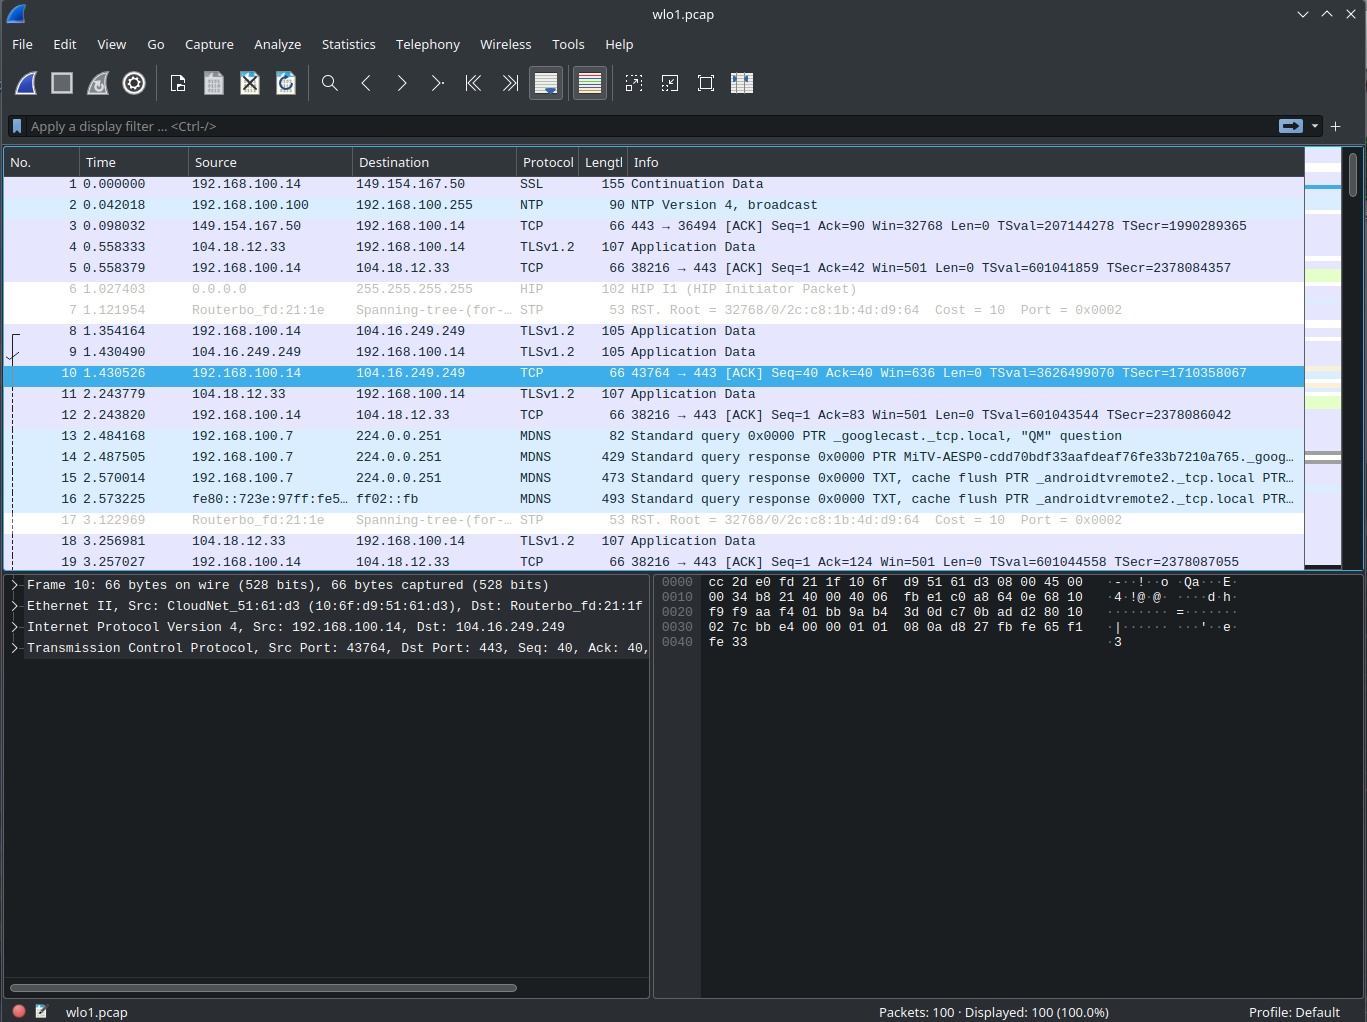 wlo1.pcap
File Edit View Go Capture Analyze Statistics Telephony Wireless Tools Help
Apply a display filter ... <Ctrl-/>
No. Time Source Destination Protocol Lengtl Info
1 0.000000 192.168.100.14 149.154.167.50 SSL 155 Continuation Data
2 0.042018 192.168.100.100 192.168.100.255 NTP 90 NTP Version 4, broadcast
3 0.098032 149.154.167.50 192.168.100.14 TCP 66 443 → 36494 [ACK] Seq=1 Ack=90 Win=32768 Len=0 TSval=207144278 TSecr=1990289365
4 0.558333 104.18.12.33 192.168.100.14 TLSv1.2 107 Application Data
5 0.558379 192.168.100.14 104.18.12.33 TCP 66 38216 → 443 [ACK] Seq=1 Ack=42 Win=501 Len=0 TSval=601041859 TSecr=2378084357
6 1.027403 0.0.0.0 255.255.255.255 HIP 102 HIP I1 (HIP Initiator Packet)
7 1.121954 Routerbo_fd:21:1e Spanning-tree-(for-… STP 53 RST. Root = 32768/0/2c:c8:1b:4d:d9:64 Cost = 10 Port = 0x0002
8 1.354164 192.168.100.14 104.16.249.249 TLSv1.2 105 Application Data
9 1.430490 104.16.249.249 192.168.100.14 TLSv1.2 105 Application Data
10 1.430526 192.168.100.14 104.16.249.249 TCP 66 43764 → 443 [ACK] Seq=40 Ack=40 Win=636 Len=0 TSval=3626499070 TSecr=1710358067
11 2.243779 104.18.12.33 192.168.100.14 TLSv1.2 107 Application Data
12 2.243820 192.168.100.14 104.18.12.33 TCP 66 38216 → 443 [ACK] Seq=1 Ack=83 Win=501 Len=0 TSval=601043544 TSecr=2378086042
13 2.484168 192.168.100.7 224.0.0.251 MDNS 82 Standard query 0x0000 PTR _googlecast._tcp.local, "QM" question
14 2.487505 192.168.100.7 224.0.0.251 MDNS 429 Standard query response 0x0000 PTR MiTV-AESP0-cdd70bdf33aafdeaf76fe33b7210a765._goog…
15 2.570014 192.168.100.7 224.0.0.251 MDNS 473 Standard query response 0x0000 TXT, cache flush PTR _androidtvremote2._tcp.local PTR…
16 2.573225 fe80::723e:97ff:fe5… ff02::fb MDNS 493 Standard query response 0x0000 TXT, cache flush PTR _androidtvremote2._tcp.local PTR…
17 3.122969 Routerbo_fd:21:1e Spanning-tree-(for-… STP 53 RST. Root = 32768/0/2c:c8:1b:4d:d9:64 Cost = 10 Port = 0x0002
18 3.256981 104.18.12.33 192.168.100.14 TLSv1.2 107 Application Data
19 3.257027 192.168.100.14 104.18.12.33 TCP 66 38216 → 443 [ACK] Seq=1 Ack=124 Win=501 Len=0 TSval=601044558 TSecr=2378087055
Frame 10: 66 bytes on wire (528 bits), 66 bytes captured (528 bits)
Ethernet II, Src: CloudNet_51:61:d3 (10:6f:d9:51:61:d3), Dst: Routerbo_fd:21:1f
Internet Protocol Version 4, Src: 192.168.100.14, Dst: 104.16.249.249
Transmission Control Protocol, Src Port: 43764, Dst Port: 443, Seq: 40, Ack: 40,
0000 cc 2d e0 fd 21 1f 10 6f d9 51 61 d3 08 00 45 00 ·-··!··o ·Qa···E·
0010 00 34 b8 21 40 00 40 06 fb e1 c0 a8 64 0e 68 10 ·4·!@·@· ····d·h·
0020 f9 f9 aa f4 01 bb 9a b4 3d 0d c7 0b ad d2 80 10 ········ =·······
0030 02 7c bb e4 00 00 01 01 08 0a d8 27 fb fe 65 f1 ·|······ ···'··e·
0040 fe 33 ·3
wlo1.pcap Packets: 100 · Displayed: 100 (100.0%) Profile: Default